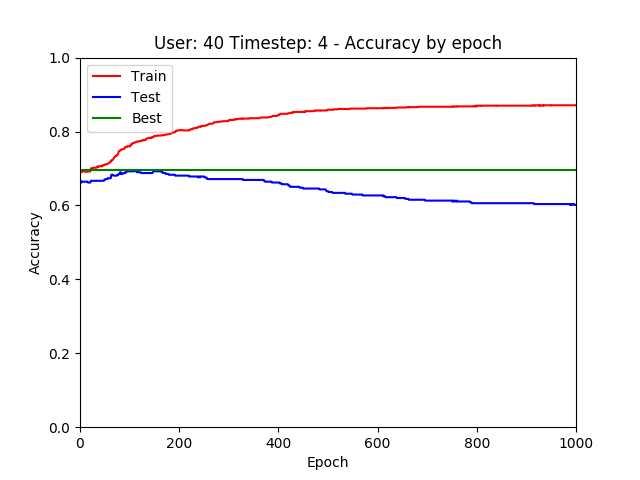 User: 40 Timestep: 4 - Accuracy by epoch
1.0
Train
Test
Best
0.8
0.6
0.4
0.2
0.0
Accuracy
0 200 400 600 800 1000
Epoch